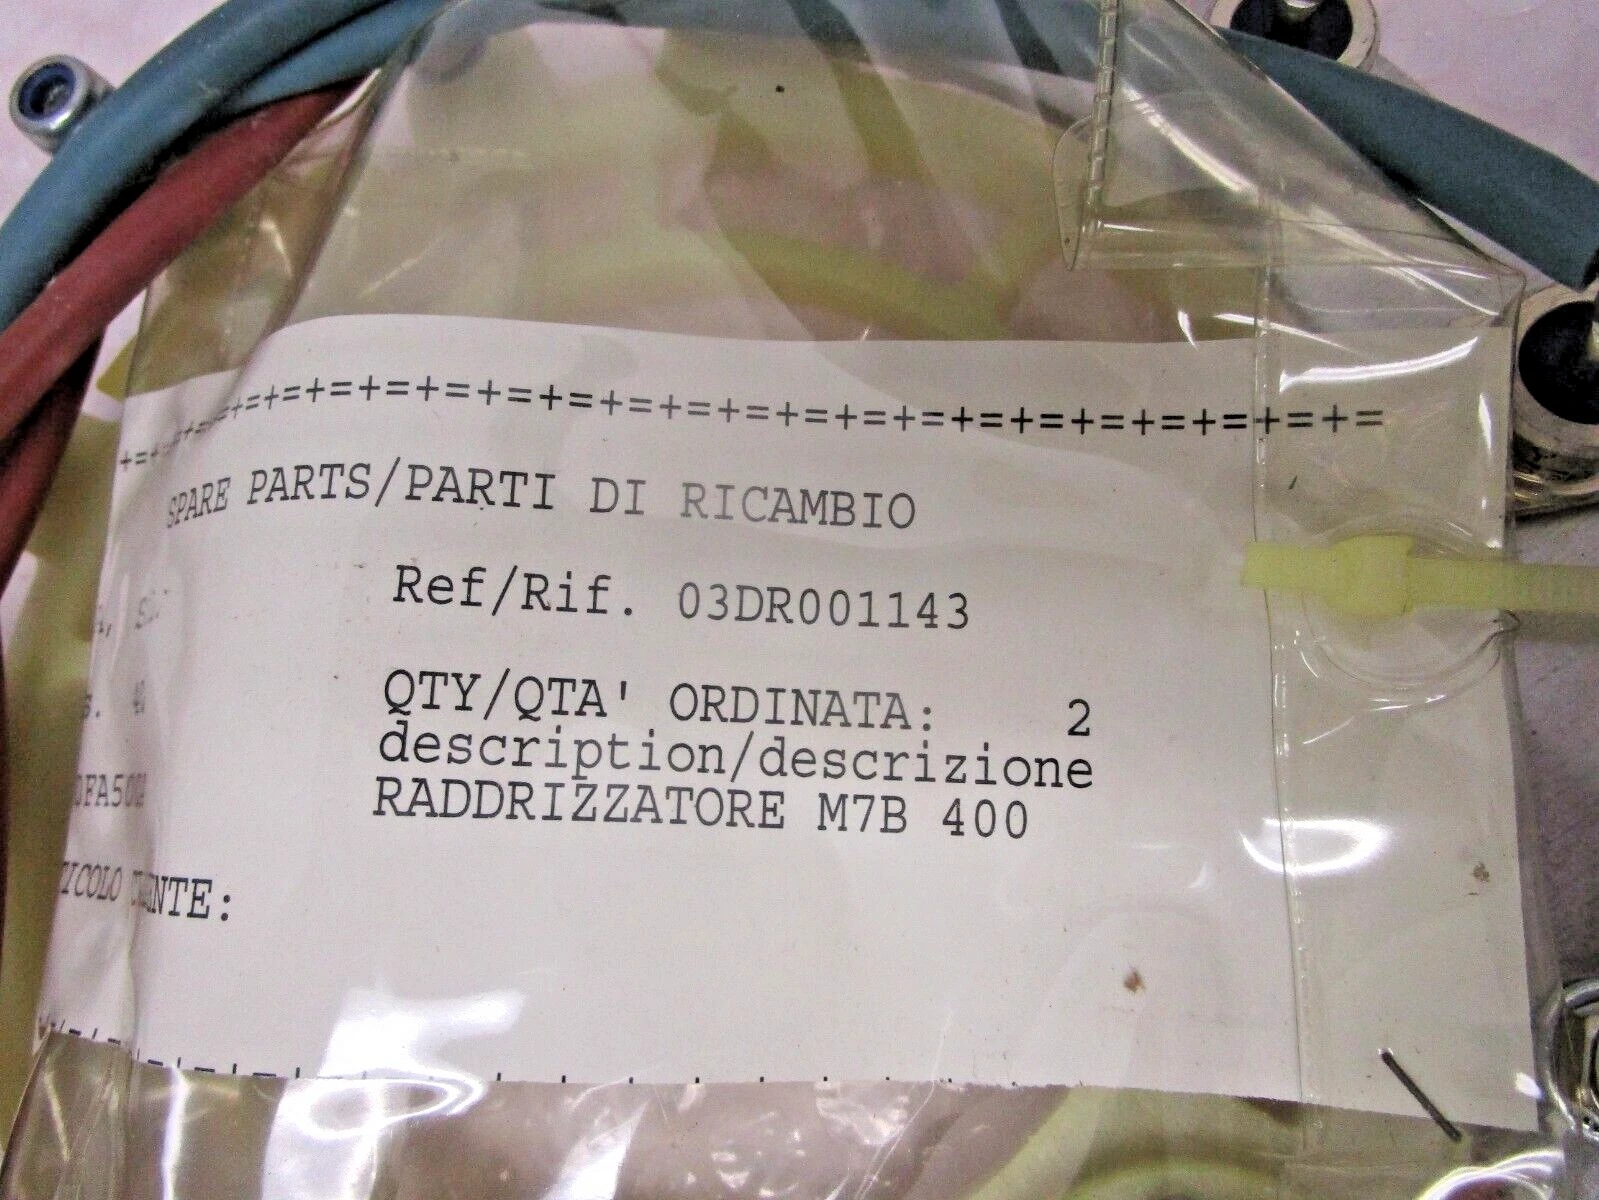 +=+=+=+=+=+=+=+=+=+=+=+=+=+=+=+=+=+=+=+=+=
SPARE PARTS/PARTI DI RICAMBIO
Ref/Rif. 03DR001143
QTY/QTA' ORDINATA: 2
description/descrizione
RADDRIZZATORE M7B 400